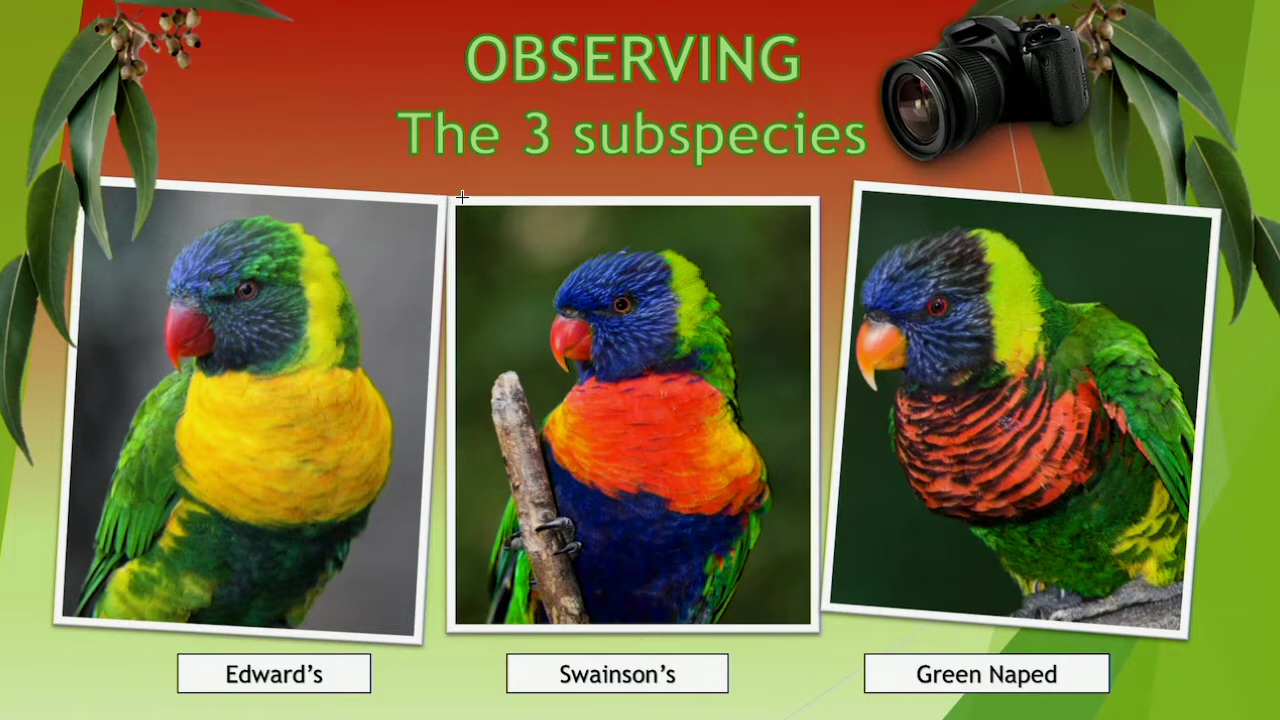 OBSERVING
The 3 subspecies
Edward's
Swainson's
Green Naped